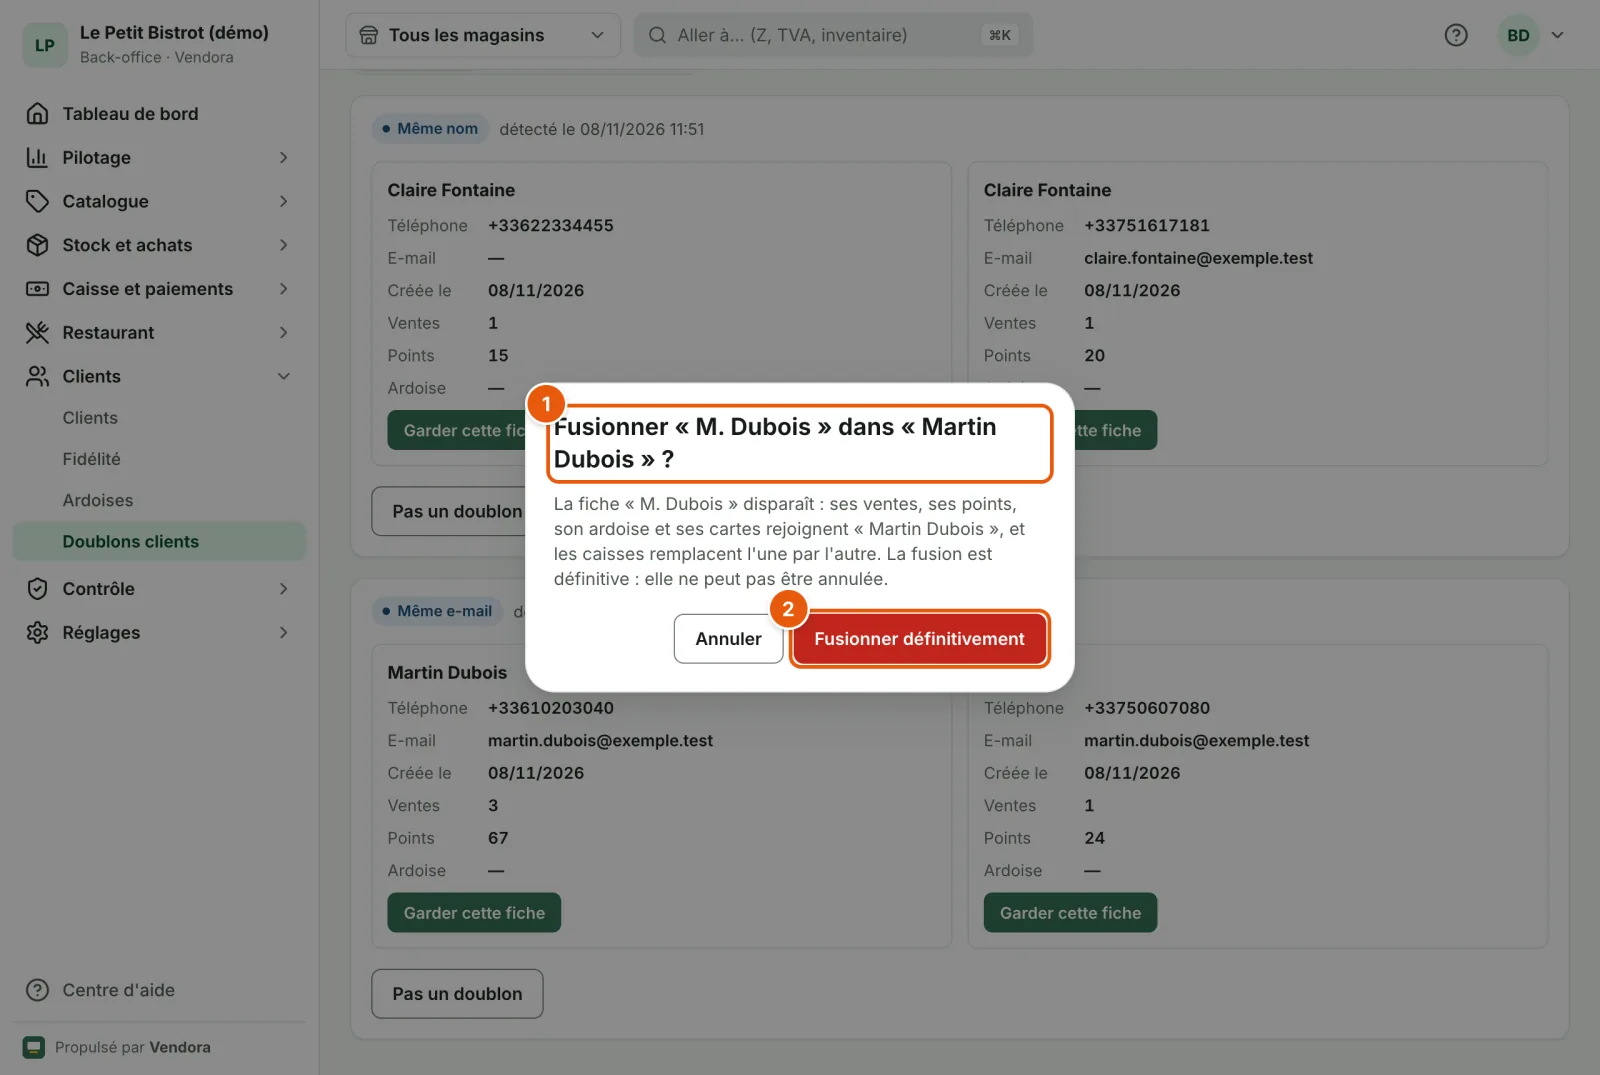 LP
Le Petit Bistrot (démo)
Back-office · Vendora
Tous les magasins
Aller à... (Z, TVA, inventaire)
⌘K
BD
Tableau de bord
Pilotage
Catalogue
Stock et achats
Caisse et paiements
Restaurant
Clients
Clients
Fidélité
Ardoises
Doublons clients
Contrôle
Réglages
Centre d'aide
Propulsé par Vendora
Même nom détecté le 08/11/2026 11:51
Claire Fontaine
Téléphone +33622334455
E-mail —
Créée le 08/11/2026
Ventes 1
Points 15
Ardoise —
Garder cette fic
Claire Fontaine
Téléphone +33751617181
E-mail claire.fontaine@exemple.test
Créée le 08/11/2026
Ventes 1
Points 20
—
tte fiche
Pas un doublon
1
Fusionner « M. Dubois » dans « Martin
Dubois » ?
La fiche « M. Dubois » disparaît : ses ventes, ses points,
son ardoise et ses cartes rejoignent « Martin Dubois », et
les caisses remplacent l'une par l'autre. La fusion est
définitive : elle ne peut pas être annulée.
Annuler
2
Fusionner définitivement
Même e-mail
Martin Dubois
Téléphone +33610203040
E-mail martin.dubois@exemple.test
Créée le 08/11/2026
Ventes 3
Points 67
Ardoise —
Garder cette fiche
Téléphone +33750607080
E-mail martin.dubois@exemple.test
Créée le 08/11/2026
Ventes 1
Points 24
Ardoise —
Garder cette fiche
Pas un doublon